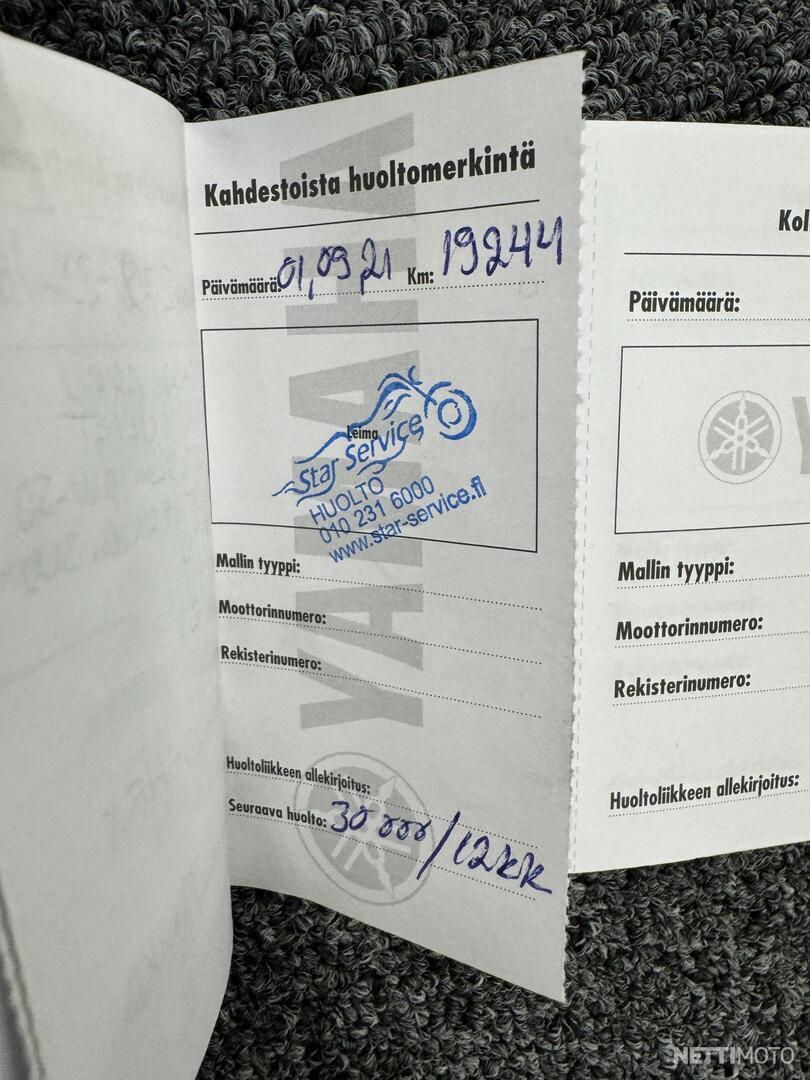 YAMAHA
Kahdestoista huoltomerkintä
Päivämäärä: 01,09,21 Km: 19244
Leima
Star Service
HUOLTO
010 231 6000
www.star-service.fi
Mallin tyyppi:
Moottorinnumero:
Rekisterinumero:
Huoltoliikkeen allekirjoitus:
Seuraava huolto: 30 000/12kk
Kol
Päivämäärä:
Mallin tyyppi:
Moottorinnumero:
Rekisterinumero:
Huoltoliikkeen allekirjoitus:
NETTIMOTO